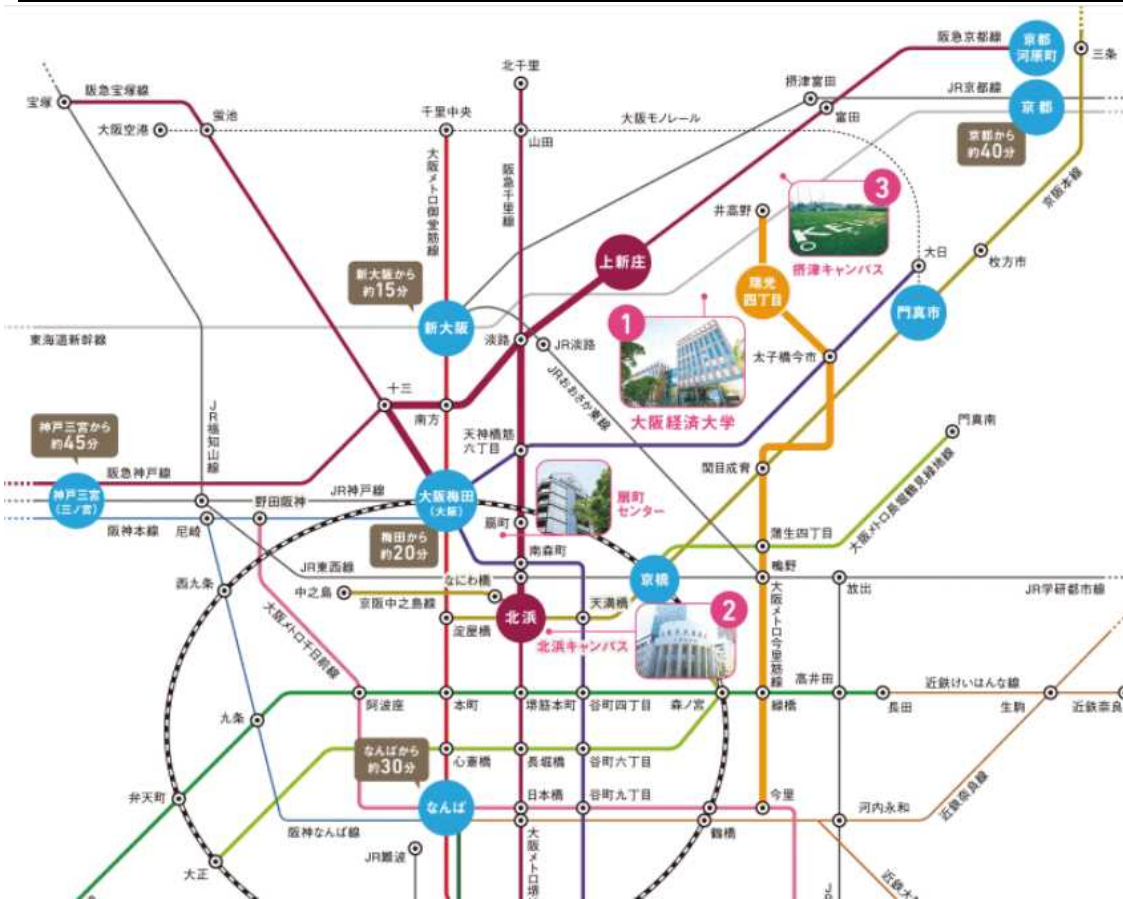 阪急京都線
京都
河原町
三条
北千里
摂津富田
JR京都線
宝塚
阪急宝塚線
大阪空港
蛍池
千里中央
山田
大阪モノレール
富田
京都
京都から
約40分
大阪メトロ御堂筋線
阪急千里線
京阪本線
井高野
3
摂津キャンパス
上新庄
大日
枚方市
新大阪から
約15分
瑞光
四丁目
門真市
新大阪
東海道新幹線
淡路
JR淡路
1
太子橋今市
JRおおさか東線
大阪経済大学
十三
南方
JR福知山線
天神橋筋
六丁目
門真南
神戸三宮から
約45分
阪急神戸線
関目成育
大阪メトロ長堀鶴見緑地線
神戸三宮
(三ノ宮)
JR神戸線
野田阪神
大阪梅田
(大阪)
扇町
センター
阪神本線
尼崎
梅田から
約20分
扇町
蒲生四丁目
南森町
JR東西線
なにわ橋
京橋
鴫野
放出
JR学研都市線
西九条
中之島
京阪中之島線
北浜
天満橋
2
淀屋橋
北浜キャンパス
大阪メトロ今里筋線
大阪メトロ千日前線
高井田
近鉄けいはんな線
九条
阿波座
本町
堺筋本町
谷町四丁目
森ノ宮
緑橋
長田
生駒
近鉄奈良
なんばから
約30分
心斎橋
長堀橋
谷町六丁目
弁天町
なんば
日本橋
谷町九丁目
今里
河内永和
近鉄奈良線
阪神なんば線
鶴橋
大正
JR難波
大阪メトロ堺
近鉄大